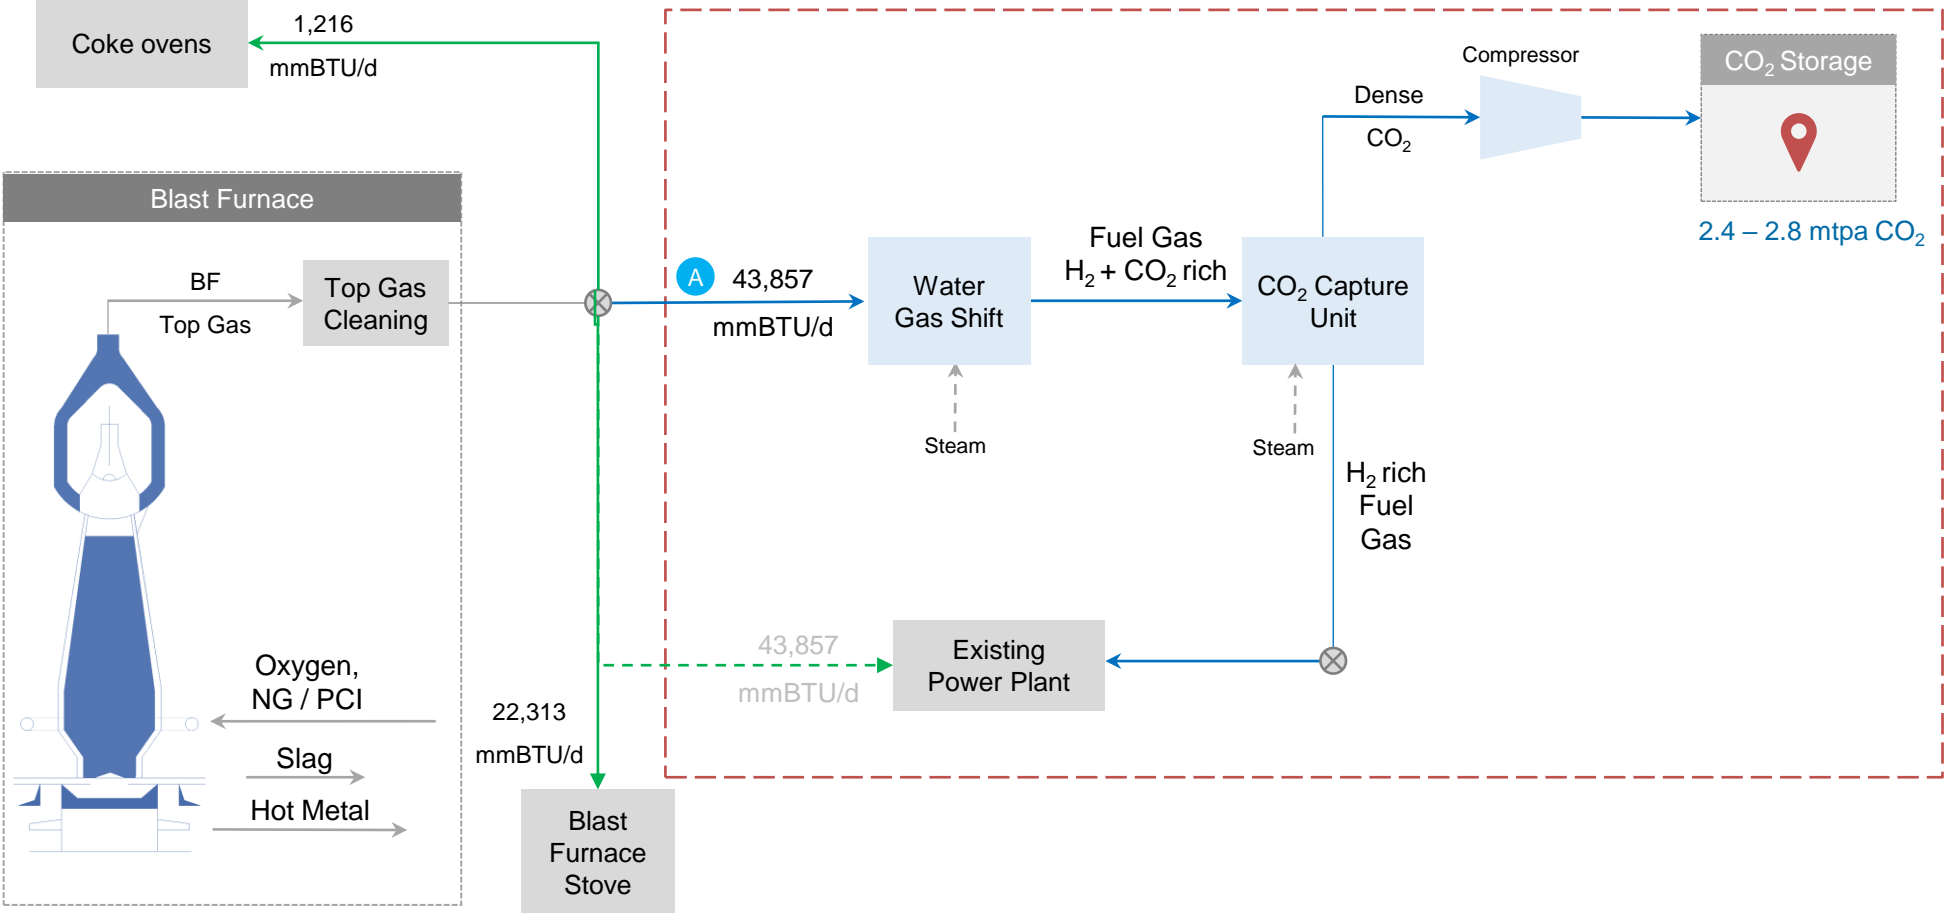 Coke ovens
1,216
mmBTU/d
Compressor
CO₂ Storage
Dense
CO₂
2.4 – 2.8 mtpa CO₂
Blast Furnace
BF
Top Gas
Top Gas
Cleaning
A
43,857
mmBTU/d
Water
Gas Shift
Fuel Gas
H₂ + CO₂ rich
CO₂ Capture
Unit
Steam
Steam
H₂ rich
Fuel
Gas
43,857
mmBTU/d
Existing
Power Plant
Oxygen,
NG / PCI
Slag
Hot Metal
22,313
mmBTU/d
Blast
Furnace
Stove